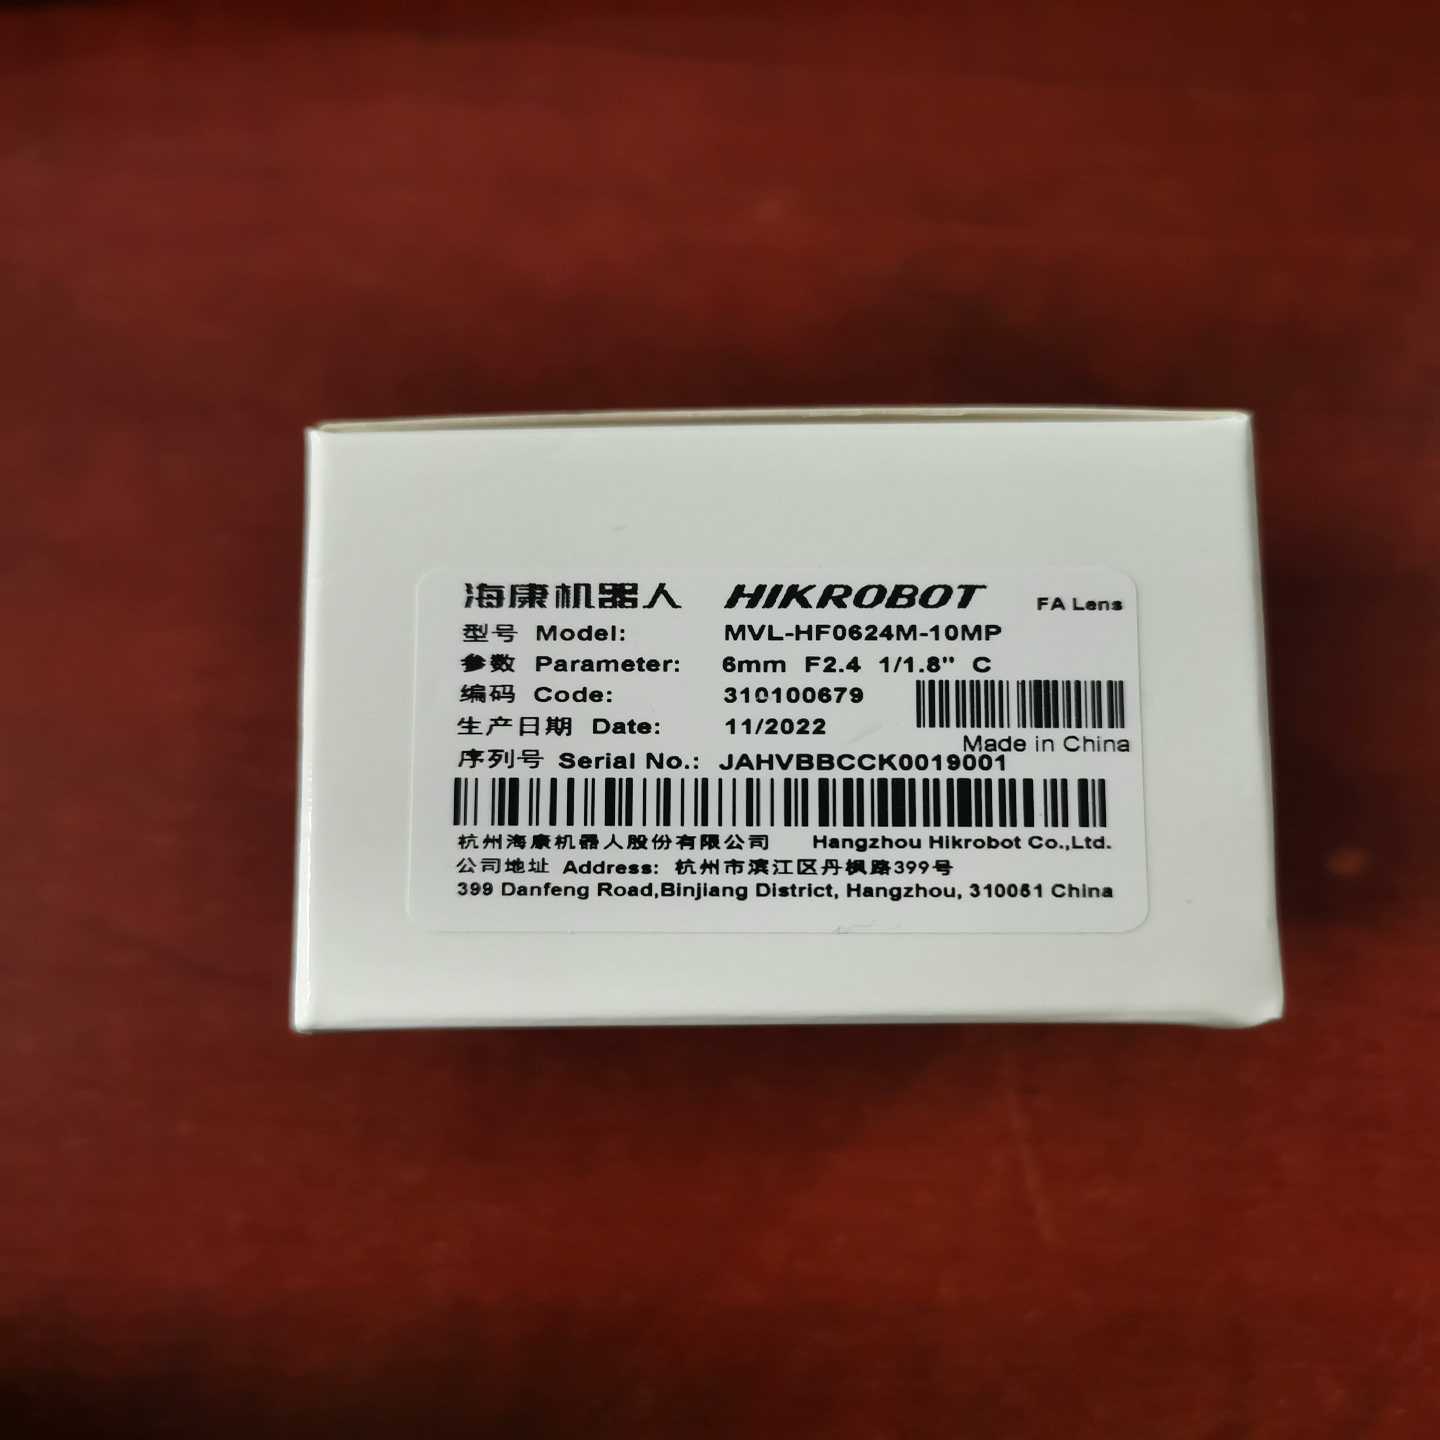 海康机器人 HIKROBOT FA Lens
型号 Model: MVL-HF0624M-10MP
参数 Parameter: 6mm F2.4 1/1.8" C
编码 Code: 310100679
生产日期 Date: 11/2022
Made in China
序列号 Serial No.: JAHVBBCCK0019001
杭州海康机器人股份有限公司 Hangzhou Hikrobot Co.,Ltd.
公司地址 Address: 杭州市滨江区丹枫路399号
399 Danfeng Road,Binjiang District, Hangzhou, 310051 China